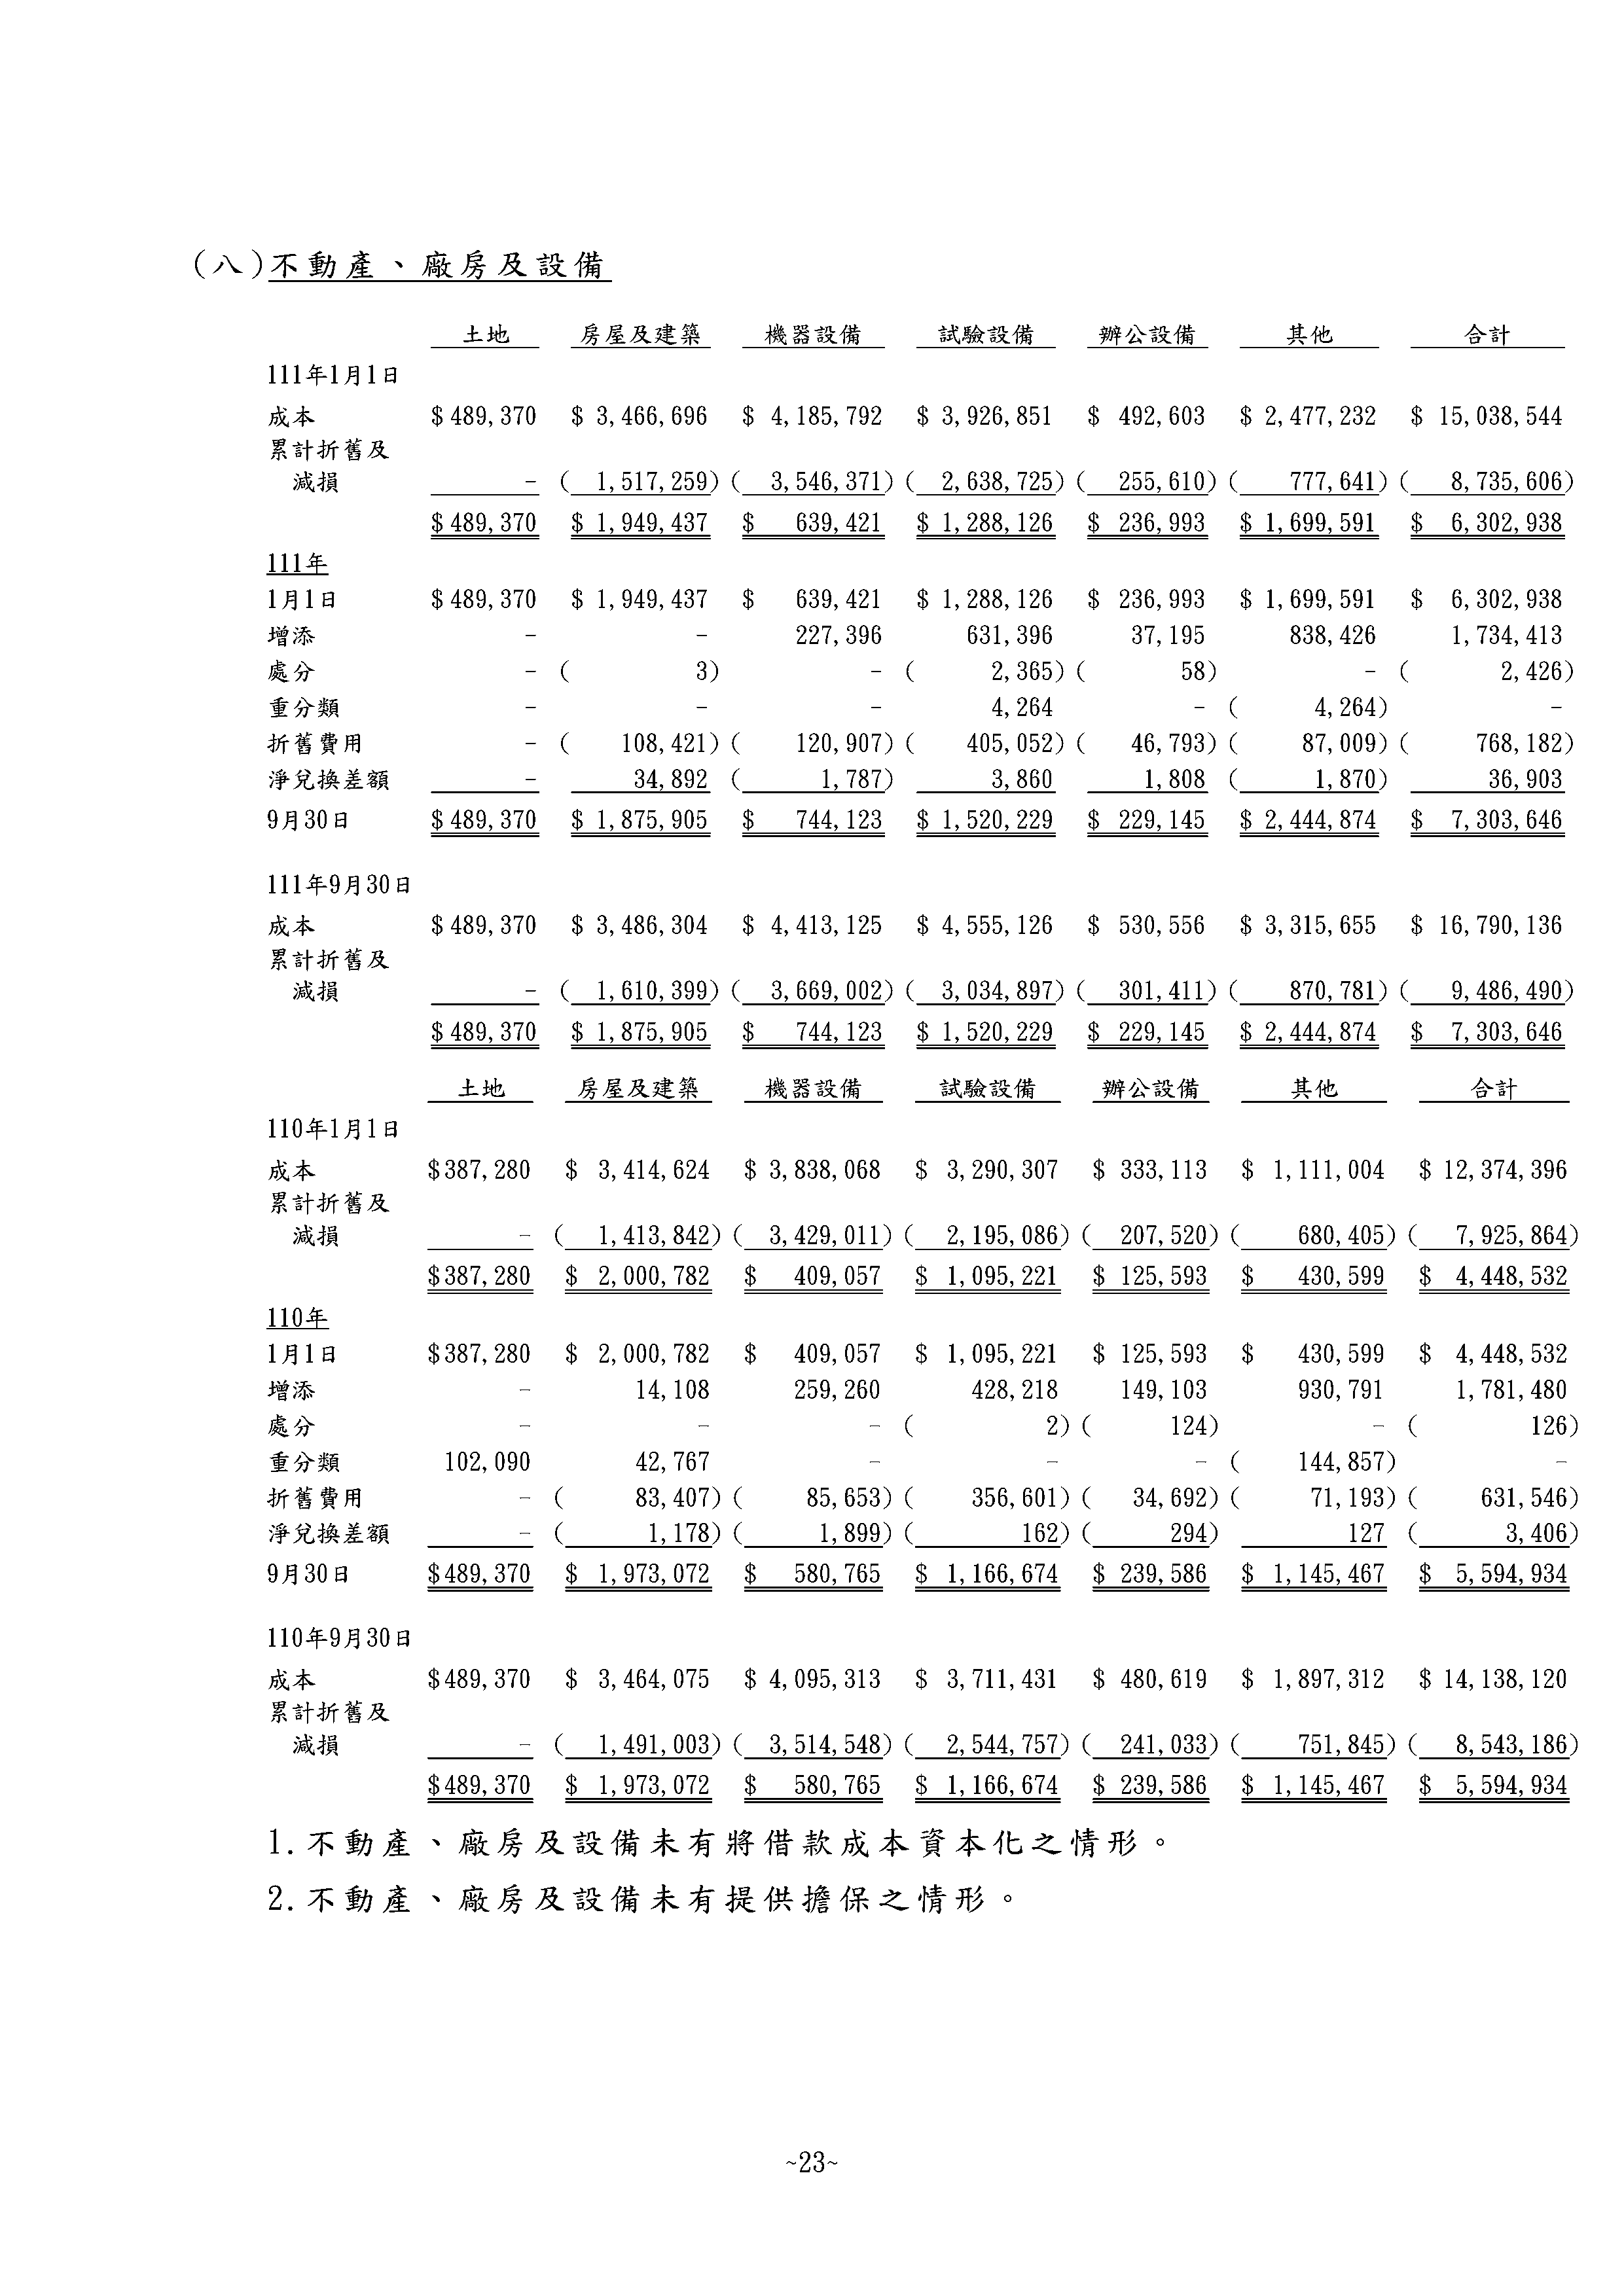 (八)不動產、廠房及設備
土地 房屋及建築 機器設備 試驗設備 辦公設備 其他 合計
111年1月1日
成本 $489,370 $ 3,466,696 $ 4,185,792 $ 3,926,851 $ 492,603 $ 2,477,232 $ 15,038,544
累計折舊及
減損 - ( 1,517,259) ( 3,546,371) ( 2,638,725) ( 255,610) ( 777,641) ( 8,735,606)
$489,370 $ 1,949,437 $ 639,421 $ 1,288,126 $ 236,993 $ 1,699,591 $ 6,302,938
111年
1月1日 $489,370 $ 1,949,437 $ 639,421 $ 1,288,126 $ 236,993 $ 1,699,591 $ 6,302,938
增添 - - 227,396 631,396 37,195 838,426 1,734,413
處分 - ( 3) - ( 2,365) ( 58) - ( 2,426)
重分類 - - - 4,264 - ( 4,264) -
折舊費用 - ( 108,421) ( 120,907) ( 405,052) ( 46,793) ( 87,009) ( 768,182)
淨兌換差額 - 34,892 ( 1,787) 3,860 1,808 ( 1,870) 36,903
9月30日 $489,370 $ 1,875,905 $ 744,123 $ 1,520,229 $ 229,145 $ 2,444,874 $ 7,303,646
111年9月30日
成本 $489,370 $ 3,486,304 $ 4,413,125 $ 4,555,126 $ 530,556 $ 3,315,655 $ 16,790,136
累計折舊及
減損 - ( 1,610,399) ( 3,669,002) ( 3,034,897) ( 301,411) ( 870,781) ( 9,486,490)
$489,370 $ 1,875,905 $ 744,123 $ 1,520,229 $ 229,145 $ 2,444,874 $ 7,303,646
土地 房屋及建築 機器設備 試驗設備 辦公設備 其他 合計
110年1月1日
成本 $387,280 $ 3,414,624 $ 3,838,068 $ 3,290,307 $ 333,113 $ 1,111,004 $ 12,374,396
累計折舊及
減損 - ( 1,413,842) ( 3,429,011) ( 2,195,086) ( 207,520) ( 680,405) ( 7,925,864)
$387,280 $ 2,000,782 $ 409,057 $ 1,095,221 $ 125,593 $ 430,599 $ 4,448,532
110年
1月1日 $387,280 $ 2,000,782 $ 409,057 $ 1,095,221 $ 125,593 $ 430,599 $ 4,448,532
增添 - 14,108 259,260 428,218 149,103 930,791 1,781,480
處分 - - - ( 2) ( 124) - ( 126)
重分類 102,090 42,767 - - - ( 144,857) -
折舊費用 - ( 83,407) ( 85,653) ( 356,601) ( 34,692) ( 71,193) ( 631,546)
淨兌換差額 - ( 1,178) ( 1,899) ( 162) ( 294) 127 ( 3,406)
9月30日 $489,370 $ 1,973,072 $ 580,765 $ 1,166,674 $ 239,586 $ 1,145,467 $ 5,594,934
110年9月30日
成本 $489,370 $ 3,464,075 $ 4,095,313 $ 3,711,431 $ 480,619 $ 1,897,312 $ 14,138,120
累計折舊及
減損 - ( 1,491,003) ( 3,514,548) ( 2,544,757) ( 241,033) ( 751,845) ( 8,543,186)
$489,370 $ 1,973,072 $ 580,765 $ 1,166,674 $ 239,586 $ 1,145,467 $ 5,594,934
1.不動產、廠房及設備未有將借款成本資本化之情形。
2.不動產、廠房及設備未有提供擔保之情形。
~23~